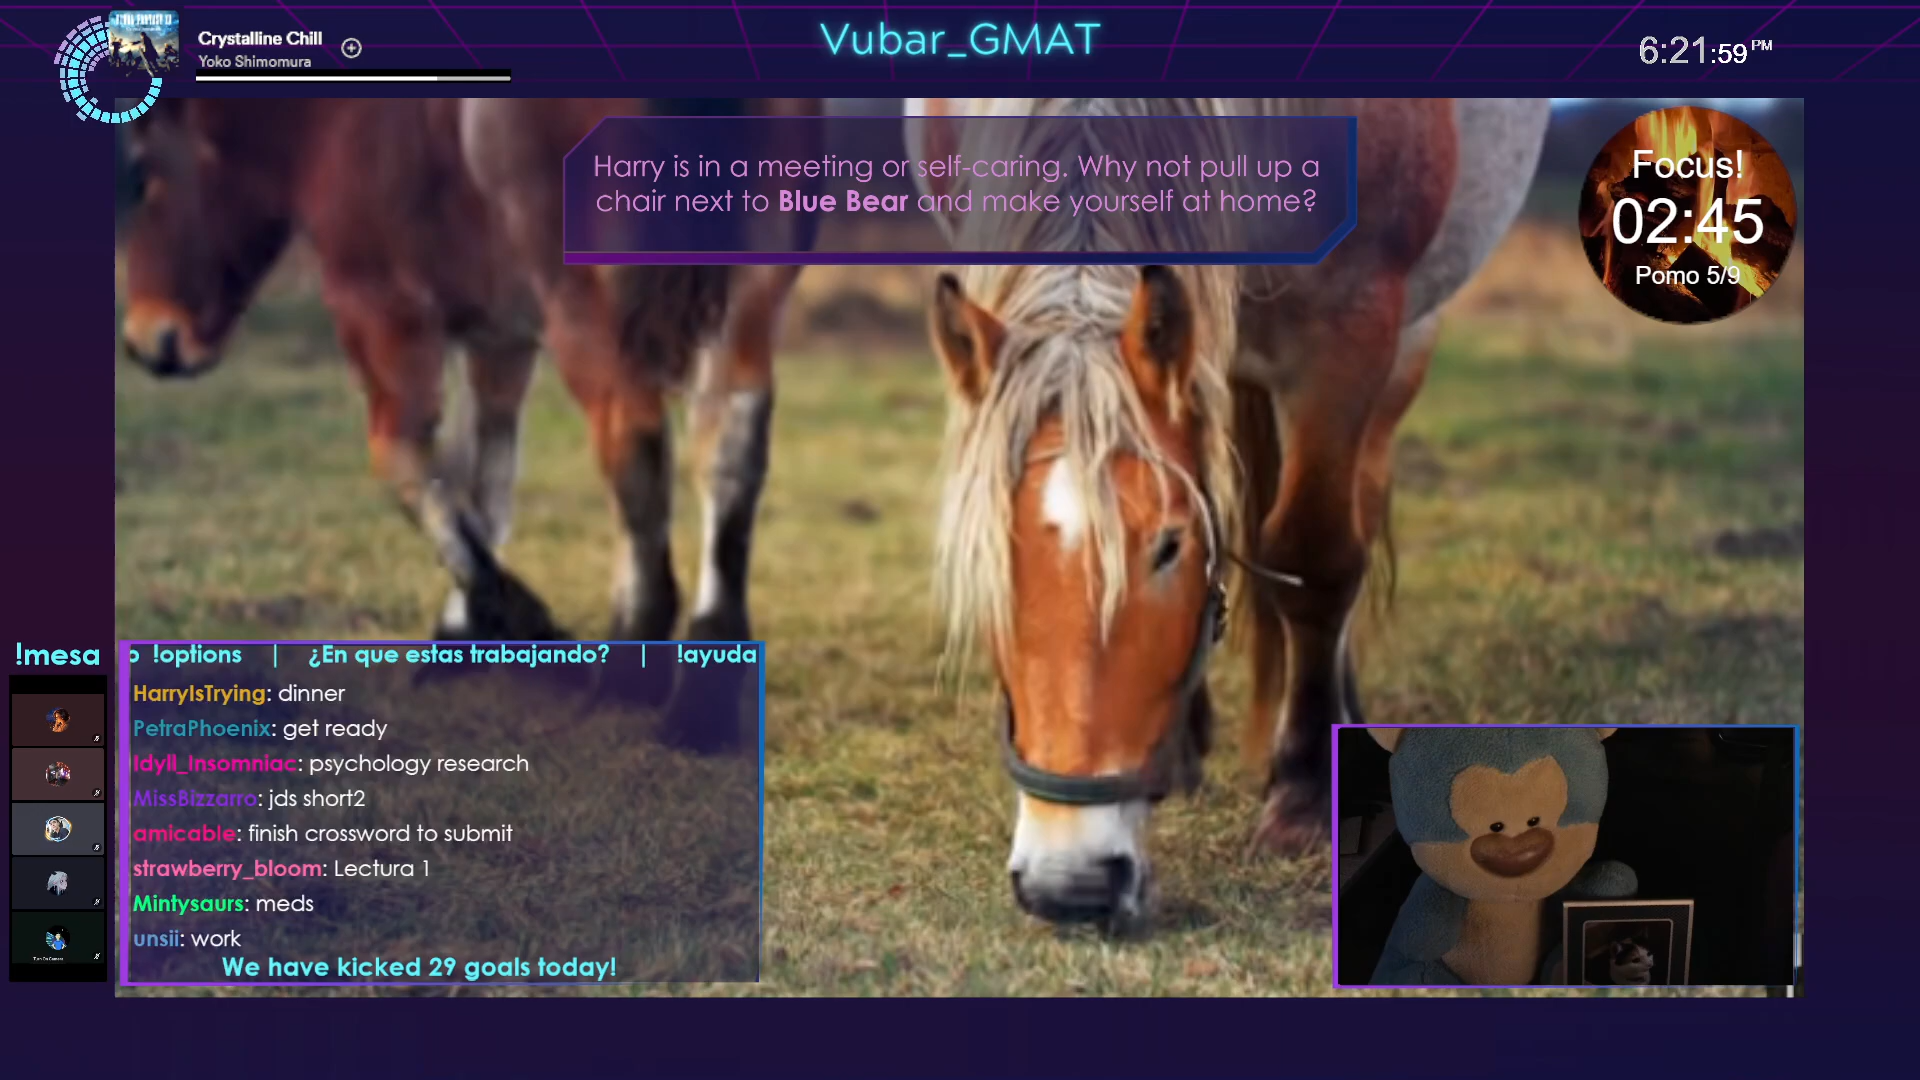 Crystalline Chill
Yoko Shimomura
Vubar_GMAT
6:21:59 PM
Harry is in a meeting or self-caring. Why not pull up a
chair next to Blue Bear and make yourself at home?
Focus!
02:45
Pomo 5/9
!mesa
o !options | ¿En que estas trabajando? | !ayuda
HarryIsTrying: dinner
PetraPhoenix: get ready
Idyll_Insomniac: psychology research
MissBizzarro: jds short2
amicable: finish crossword to submit
strawberry_bloom: Lectura 1
Mintysaurs: meds
unsii: work
We have kicked 29 goals today!